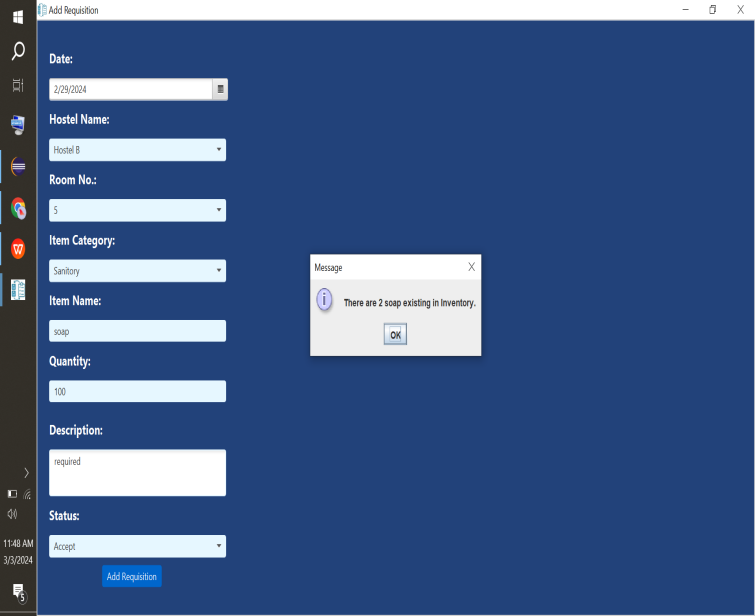 Add Requisition
Date:
2/29/2024
Hostel Name:
Hostel B
Room No.:
5
Item Category:
Sanitory
Item Name:
soap
Quantity:
100
Description:
required
Status:
Accept
Add Requisition
Message
There are 2 soap existing in Inventory.
OK
11:48 AM
3/3/2024
5